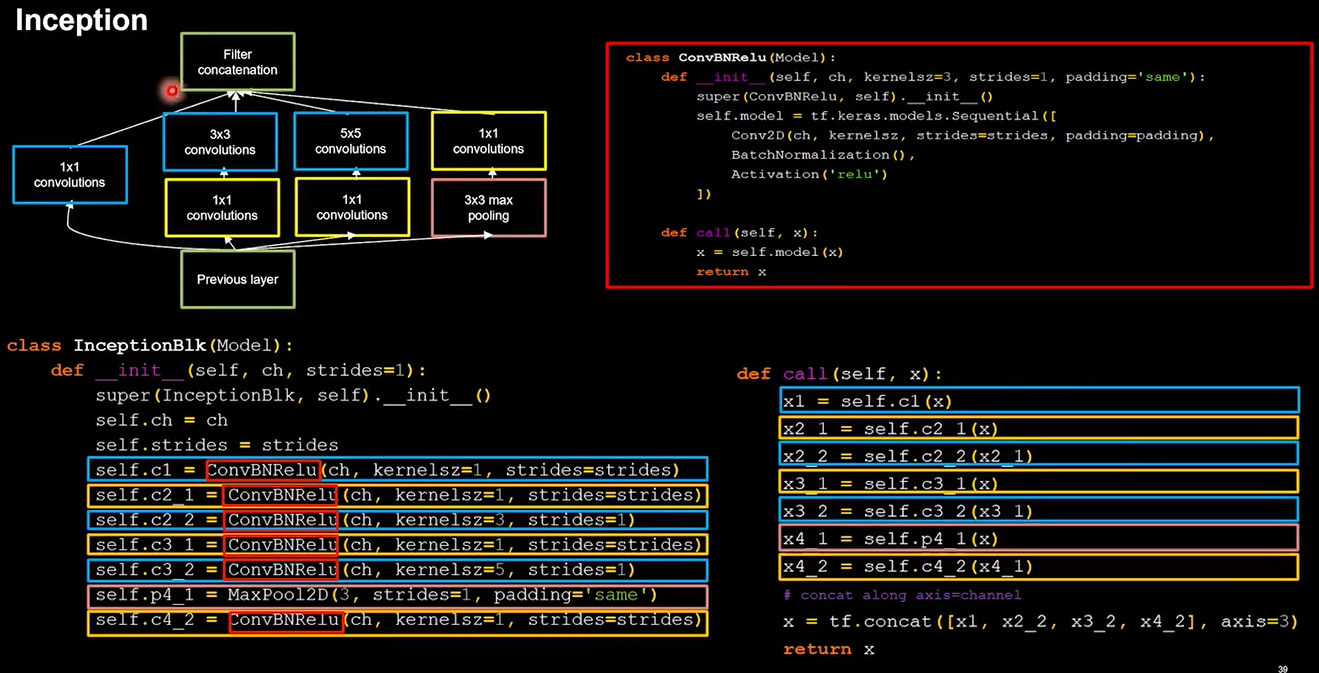 Inception
Filter
concatenation
3x3
convolutions
5x5
convolutions
1x1
convolutions
1x1
convolutions
1x1
convolutions
1x1
convolutions
3x3 max
pooling
Previous layer
class ConvBNRelu(Model):
def __init__(self, ch, kernelsz=3, strides=1, padding='same'):
super(ConvBNRelu, self).__init__()
self.model = tf.keras.models.Sequential([
Conv2D(ch, kernelsz, strides=strides, padding=padding),
BatchNormalization(),
Activation('relu')
])
def call(self, x):
x = self.model(x)
return x
class InceptionBlk(Model):
def __init__(self, ch, strides=1):
super(InceptionBlk, self).__init__()
self.ch = ch
self.strides = strides
self.c1 = ConvBNRelu(ch, kernelsz=1, strides=strides)
self.c2_1 = ConvBNRelu(ch, kernelsz=1, strides=strides)
self.c2_2 = ConvBNRelu(ch, kernelsz=3, strides=1)
self.c3_1 = ConvBNRelu(ch, kernelsz=1, strides=strides)
self.c3_2 = ConvBNRelu(ch, kernelsz=5, strides=1)
self.p4_1 = MaxPool2D(3, strides=1, padding='same')
self.c4_2 = ConvBNRelu(ch, kernelsz=1, strides=strides)
def call(self, x):
x1 = self.c1(x)
x2_1 = self.c2_1(x)
x2_2 = self.c2_2(x2_1)
x3_1 = self.c3_1(x)
x3_2 = self.c3_2(x3_1)
x4_1 = self.p4_1(x)
x4_2 = self.c4_2(x4_1)
# concat along axis=channel
x = tf.concat([x1, x2_2, x3_2, x4_2], axis=3)
return x
39